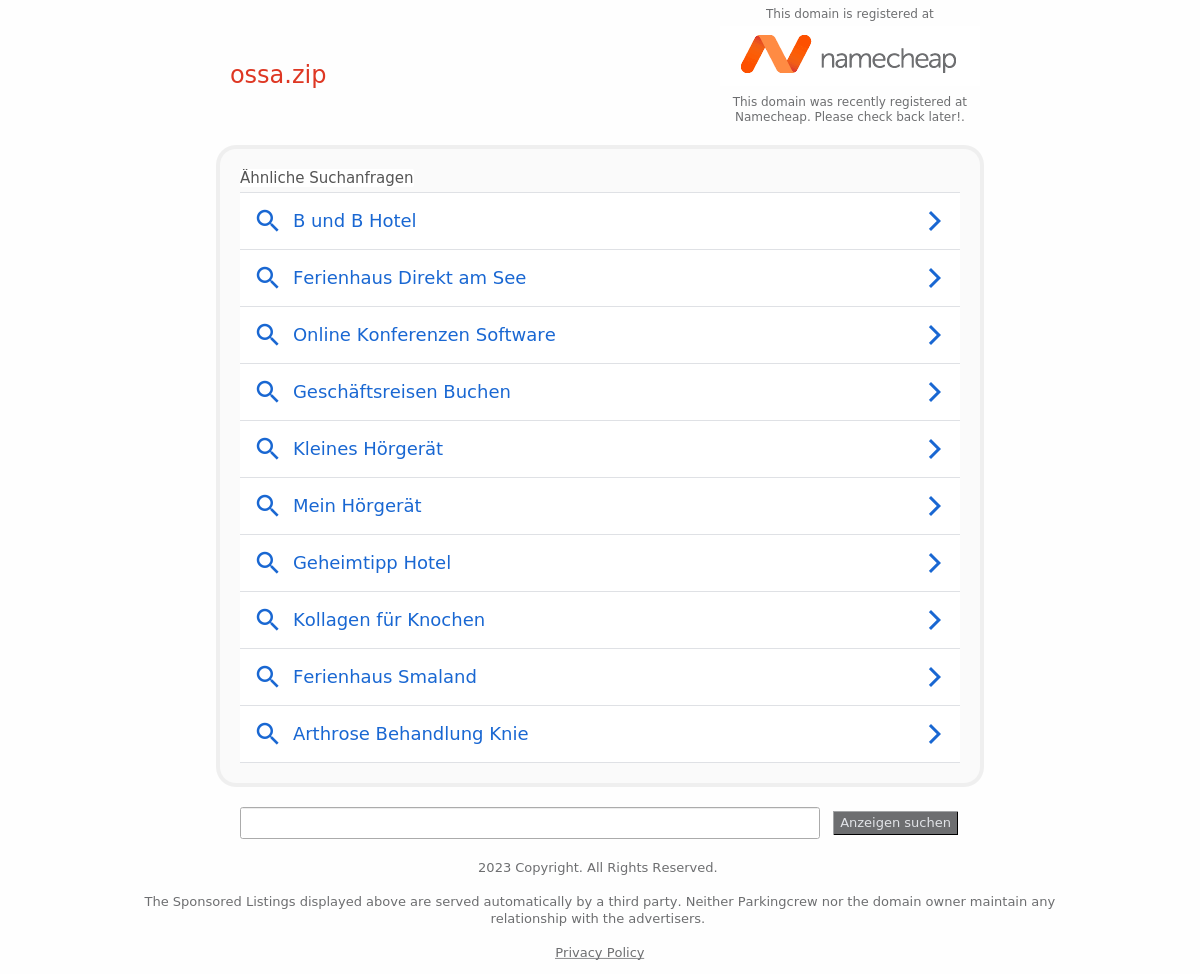 This domain is registered at
namecheap
ossa.zip
This domain was recently registered at
Namecheap. Please check back later!.
Ähnliche Suchanfragen
B und B Hotel
Ferienhaus Direkt am See
Online Konferenzen Software
Geschäftsreisen Buchen
Kleines Hörgerät
Mein Hörgerät
Geheimtipp Hotel
Kollagen für Knochen
Ferienhaus Smaland
Arthrose Behandlung Knie
Anzeigen suchen
2023 Copyright. All Rights Reserved.
The Sponsored Listings displayed above are served automatically by a third party. Neither Parkingcrew nor the domain owner maintain any
relationship with the advertisers.
Privacy Policy